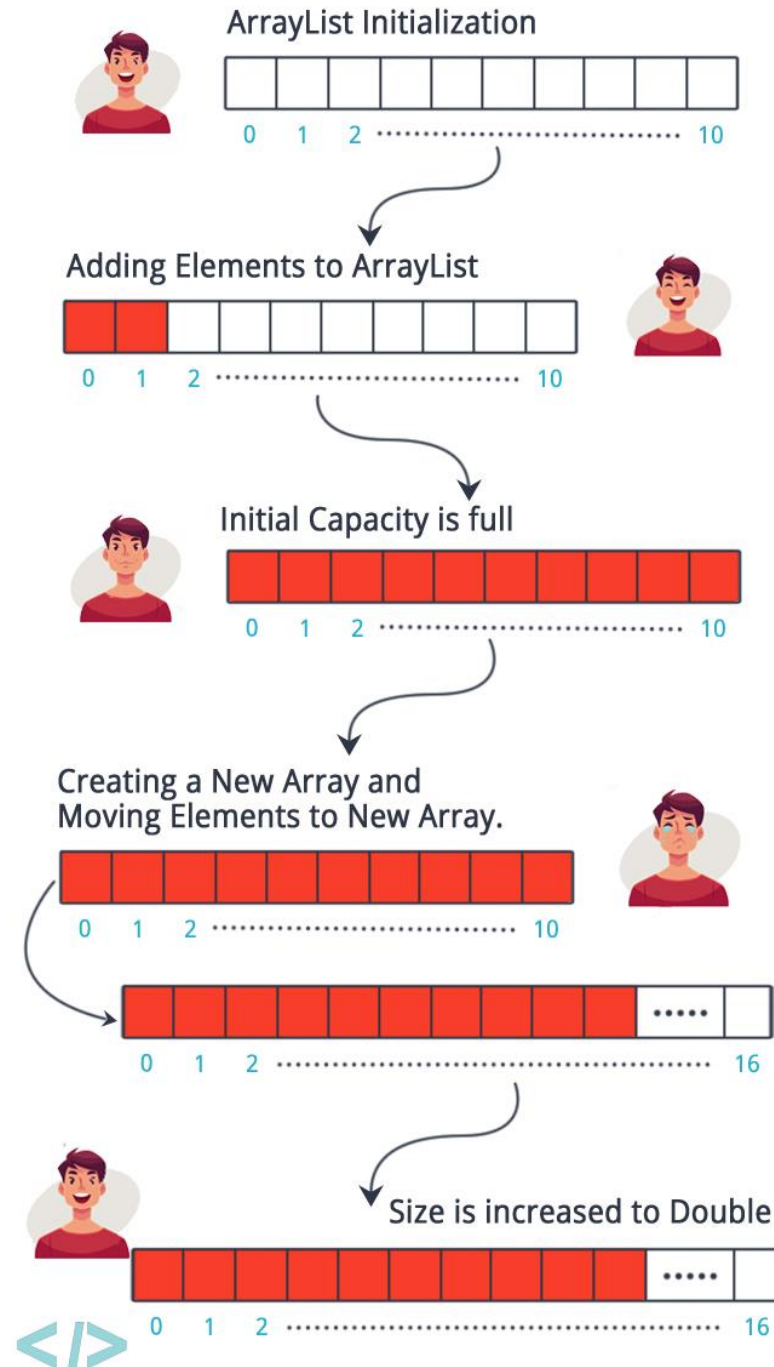 ArrayList Initialization
0 1 2 ................................ 10
Adding Elements to ArrayList
0 1 2 ................................ 10
Initial Capacity is full
0 1 2 ................................ 10
Creating a New Array and
Moving Elements to New Array.
0 1 2 ................................ 10
.....
0 1 2 ............................................. 16
Size is increased to Double
.....
0 1 2 ............................................. 16
</>